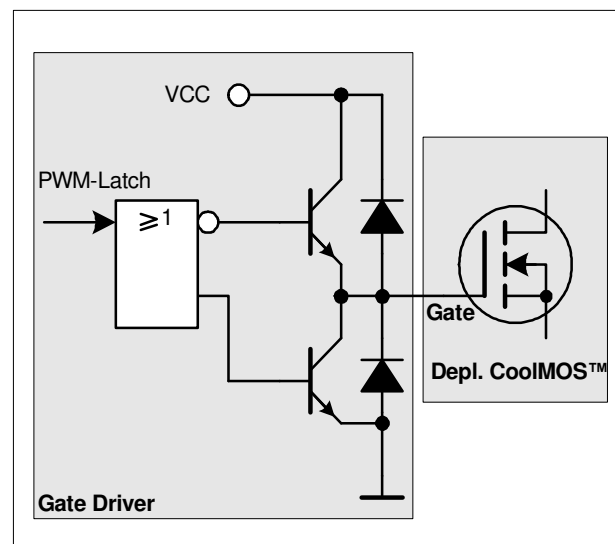 VCC
PWM-Latch
≥1
Gate
Depl. CoolMOS™
Gate Driver